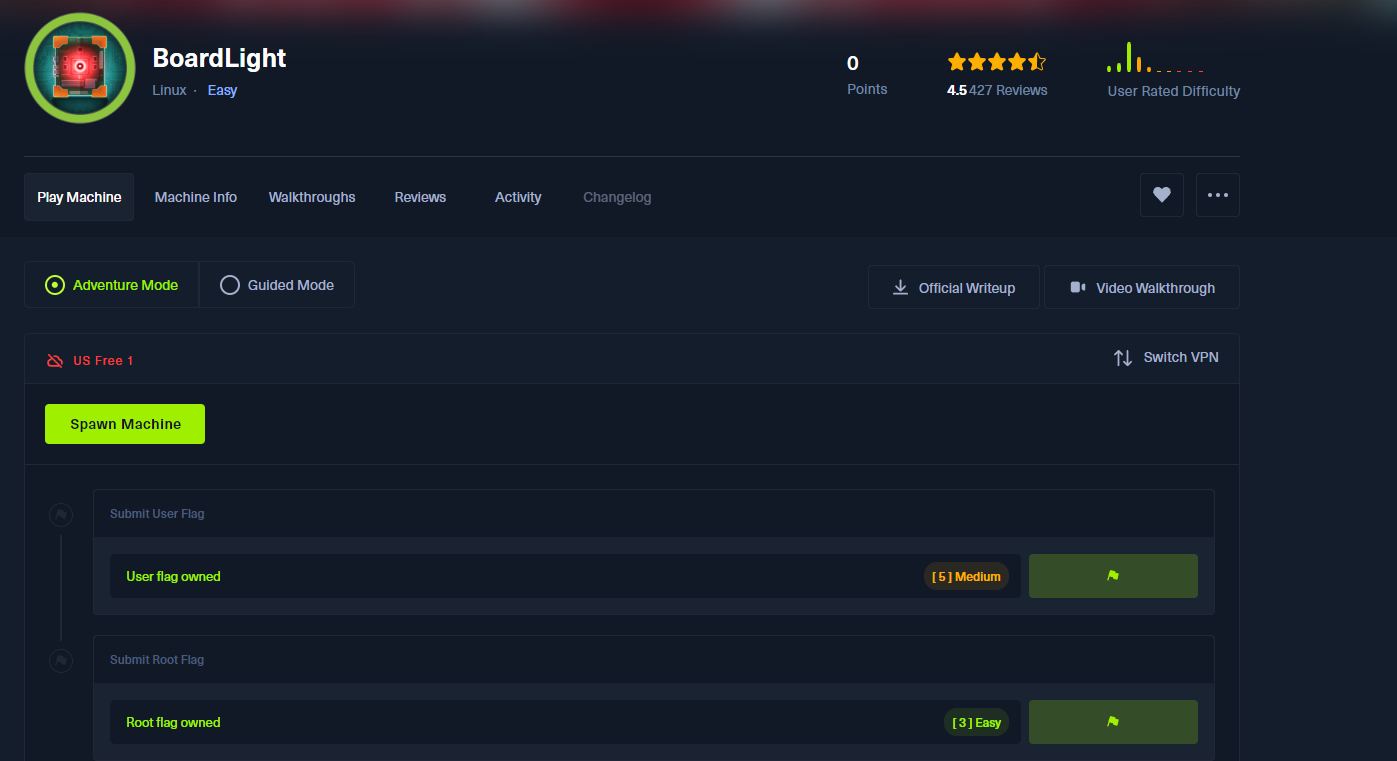 BoardLight
Linux · Easy
0
Points
4.5 427 Reviews
User Rated Difficulty
Play Machine
Machine Info
Walkthroughs
Reviews
Activity
Changelog
Adventure Mode
Guided Mode
Official Writeup
Video Walkthrough
US Free 1
Switch VPN
Spawn Machine
Submit User Flag
User flag owned
[ 5 ] Medium
Submit Root Flag
Root flag owned
[ 3 ] Easy